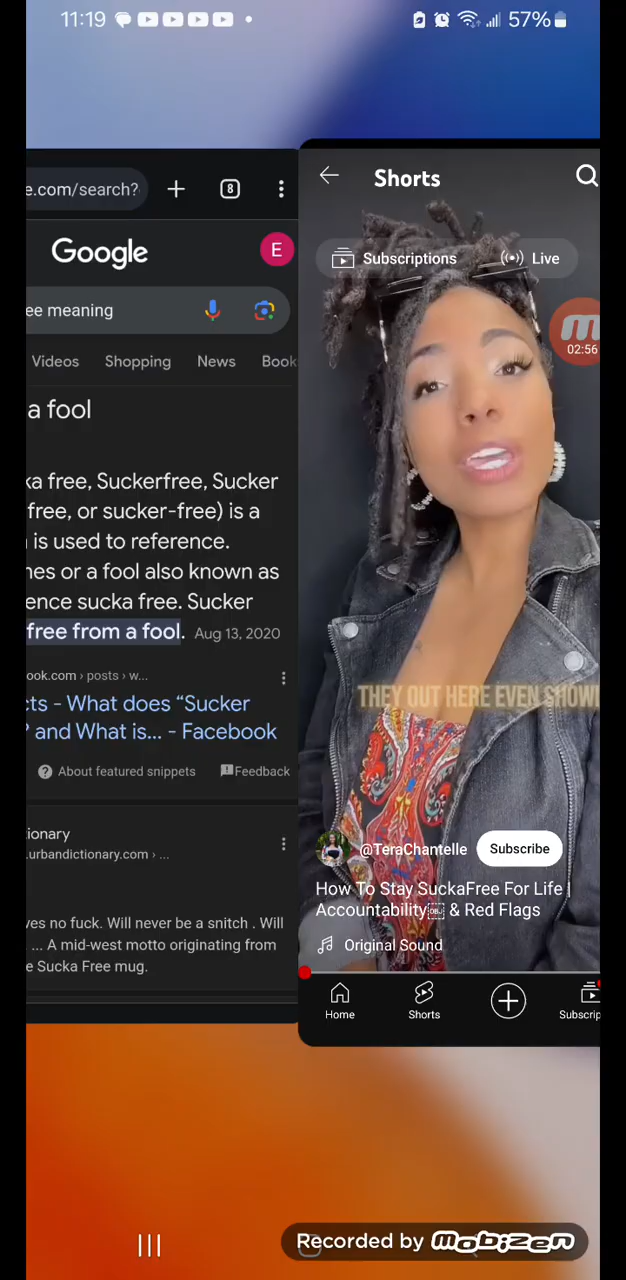 11:19
57%
e.com/search?
8
Google
E
ee meaning
Videos Shopping News Book
a fool
ka free, Suckerfree, Sucker
free, or sucker-free) is a
is used to reference.
nes or a fool also known as
ence sucka free. Sucker
free from a fool. Aug 13, 2020
ook.com › posts › w...
cts - What does “Sucker
? and What is... - Facebook
About featured snippets Feedback
ionary
.urbandictionary.com › ...
ves no fuck. Will never be a snitch . Will
... A mid-west motto originating from
e Sucka Free mug.
Shorts
Subscriptions Live
02:56
THEY OUT HERE EVEN SHOW
@TeraChantelle Subscribe
How To Stay SuckaFree For Life |
Accountability￼ & Red Flags
Original Sound
Home Shorts Subscrip
Recorded by mobizen